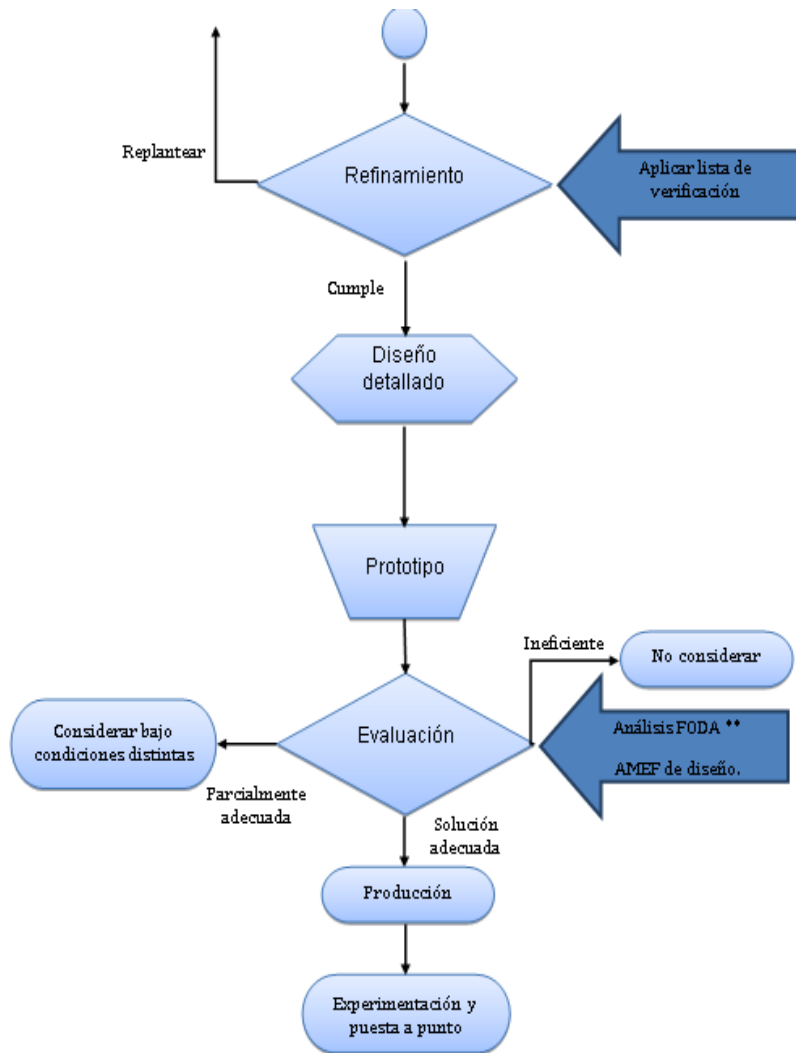 Replantear
Refinamiento
Aplicar lista de
verificación
Cumple
Diseño
detallado
Prototipo
Ineficiente
No considerar
Considerar bajo
condiciones distintas
Evaluación
Análisis FODA **
AMEF de diseño.
Parcialmente
adecuada
Solución
adecuada
Producción
Experimentación y
puesta a punto